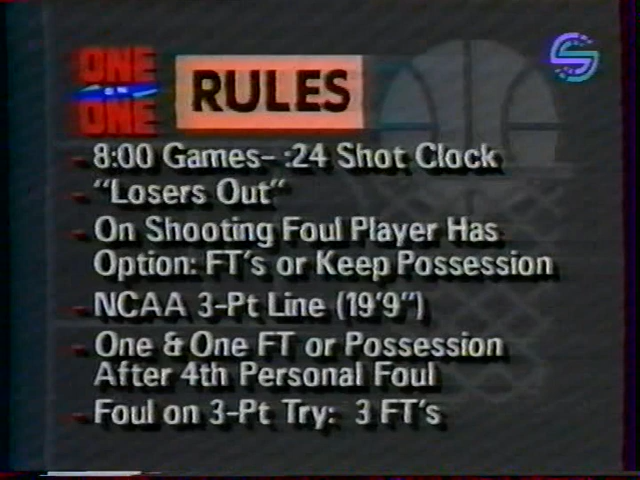 ONE
ON
ONE
RULES
- 8:00 Games- :24 Shot Clock
- "Losers Out"
- On Shooting Foul Player Has
Option: FT's or Keep Possession
- NCAA 3-Pt Line (19'9")
- One & One FT or Possession
After 4th Personal Foul
- Foul on 3-Pt Try: 3 FT's